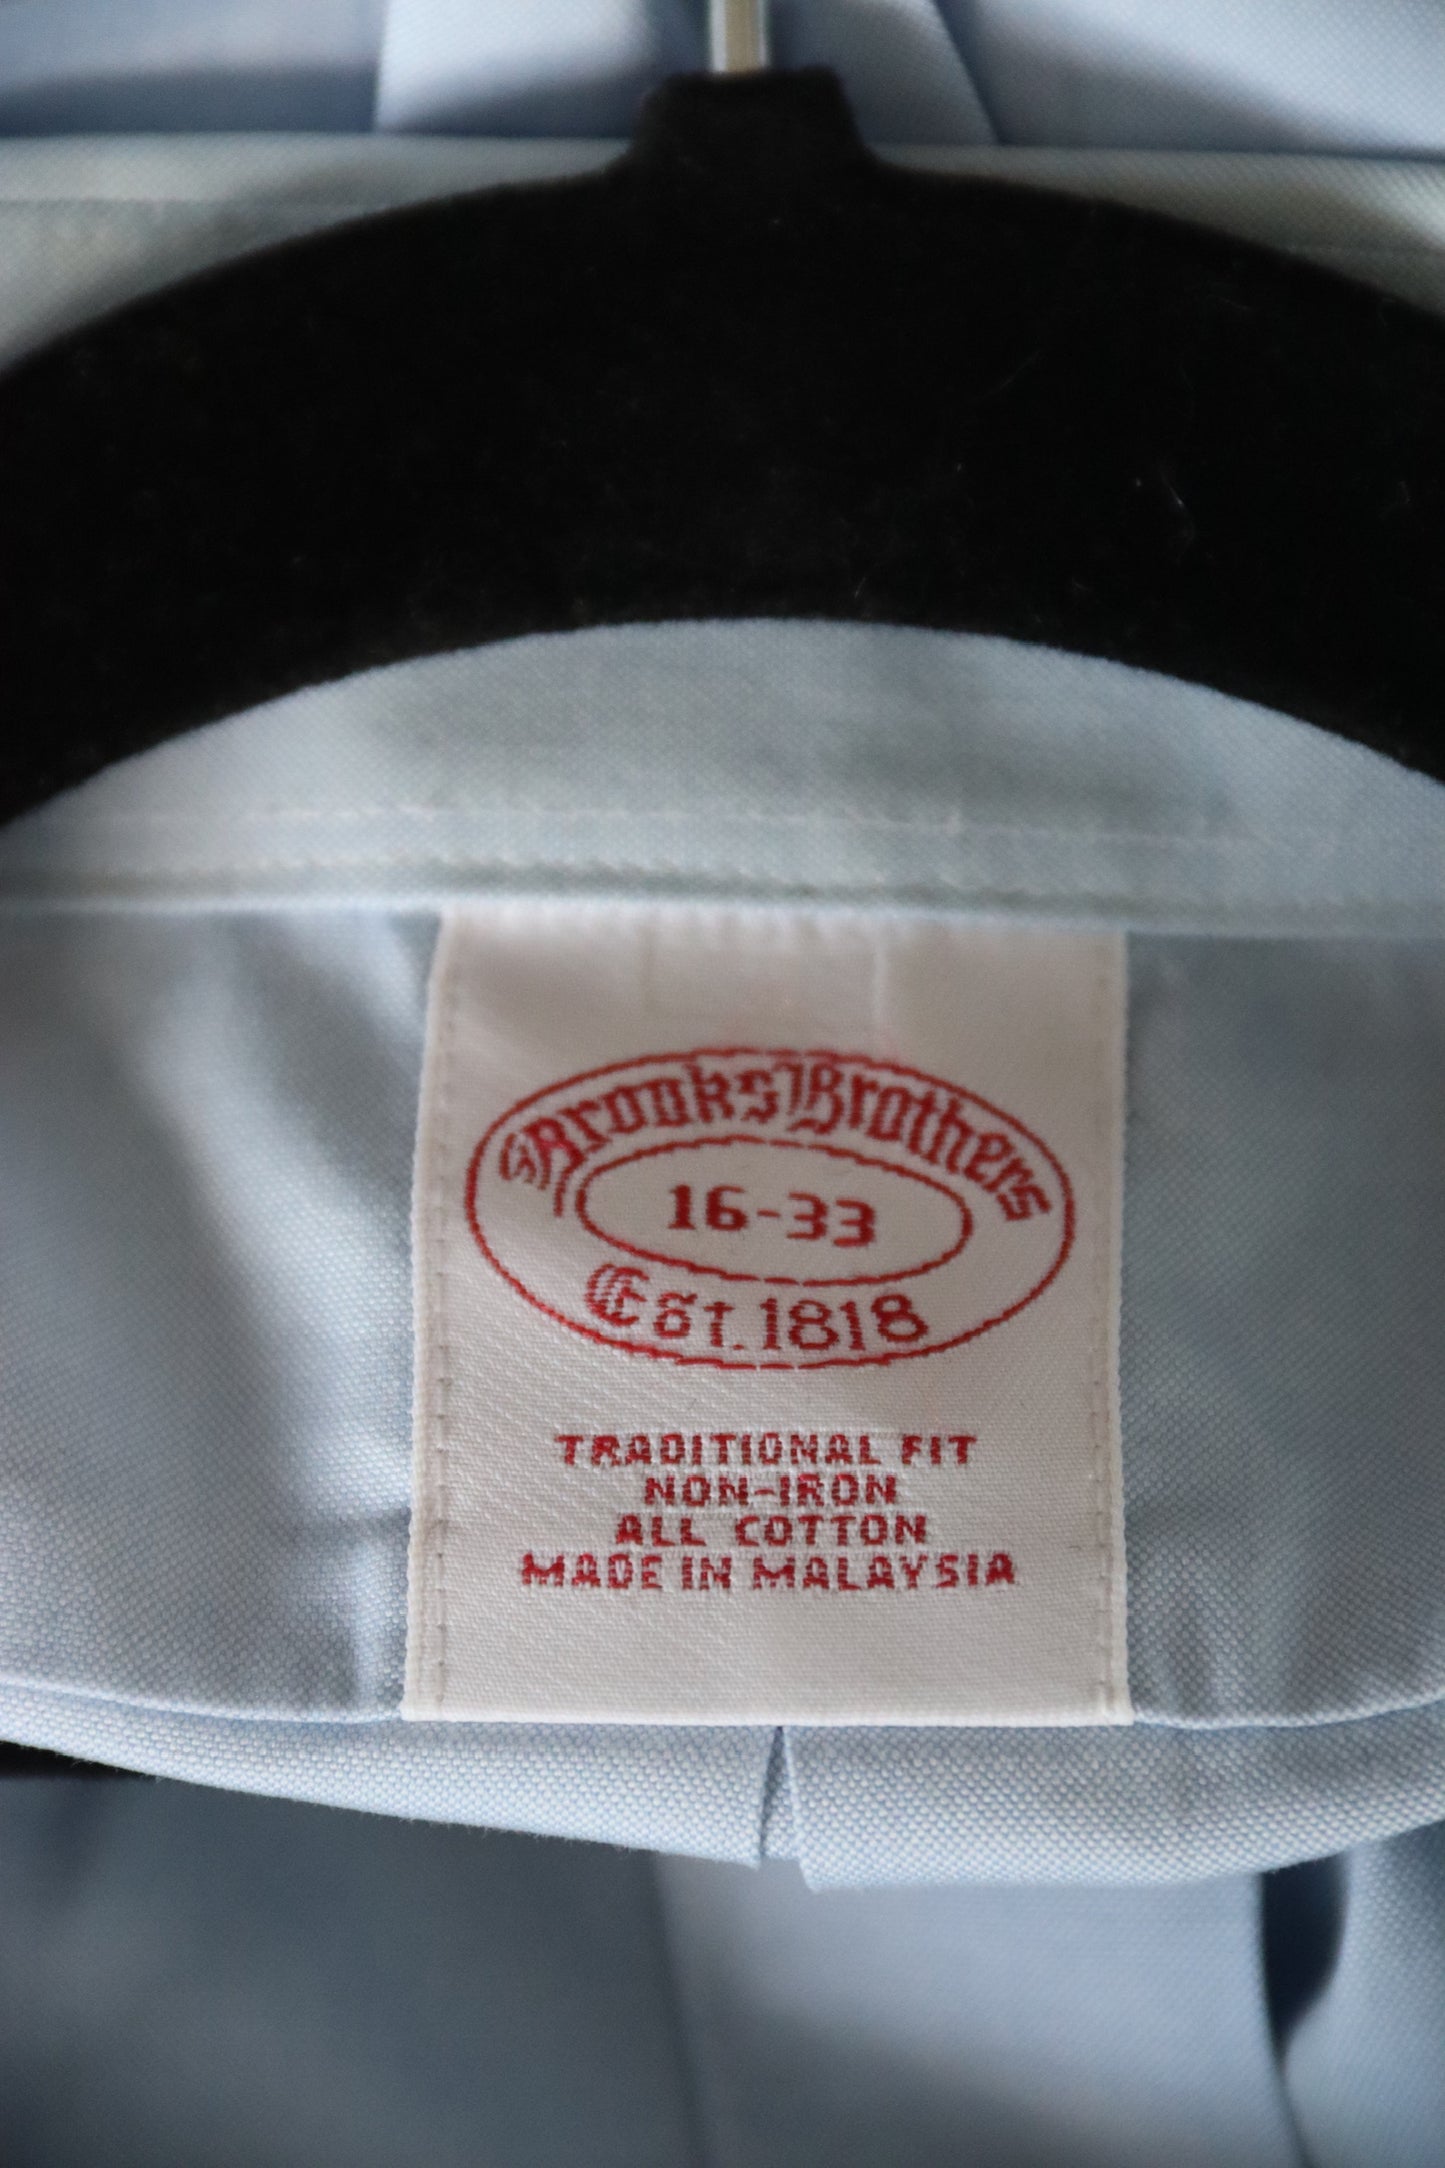 Brooks Brothers
16-33
Est. 1818
TRADITIONAL FIT
NON-IRON
ALL COTTON
MADE IN MALAYSIA